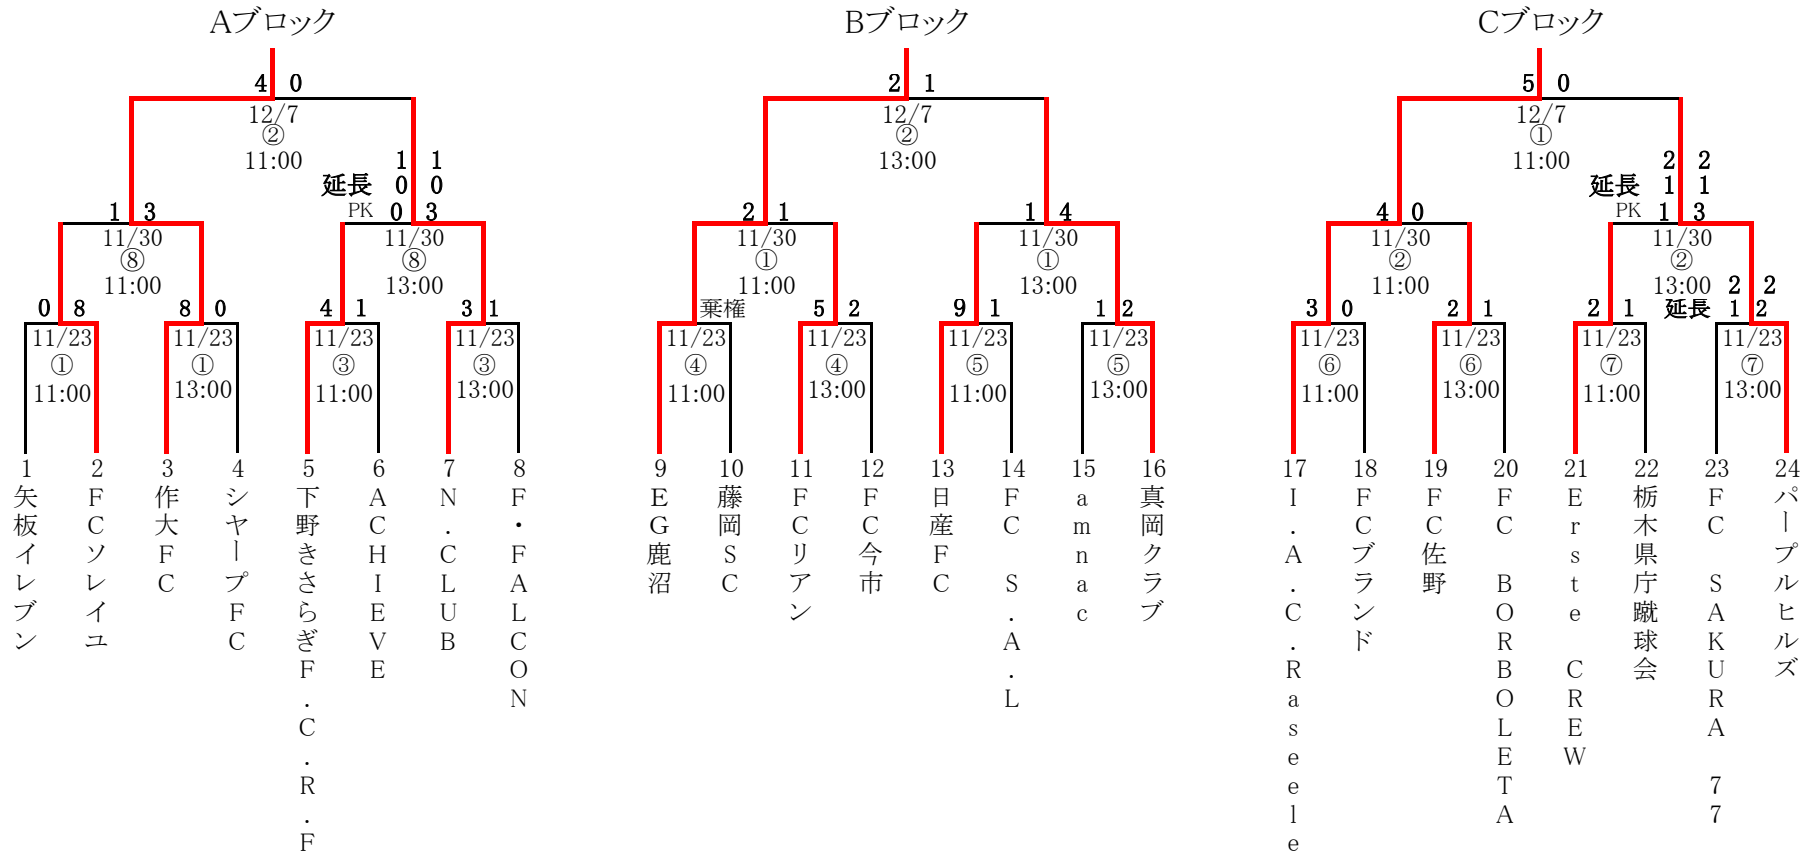 Aブロック
Bブロック
Cブロック
4 0
12/7
②
11:00
2 1
12/7
②
13:00
5 0
12/7
①
11:00
1 3
11/30
⑧
11:00
1 1
延長 0 0
PK 0 3
11/30
⑧
13:00
2 1
11/30
①
11:00
1 4
11/30
①
13:00
4 0
11/30
②
11:00
2 2
延長 1 1
PK 1 3
11/30
②
13:00
0 8
11/23
①
11:00
8 0
11/23
①
13:00
4 1
11/23
③
11:00
3 1
11/23
③
13:00
棄権
11/23
④
11:00
5 2
11/23
④
13:00
9 1
11/23
⑤
11:00
1 2
11/23
⑤
13:00
3 0
11/23
⑥
11:00
2 1
11/23
⑥
13:00
2 1
11/23
⑦
11:00
2 2
延長 1 2
11/23
⑦
13:00
1 矢板イレブン
2 FCソレイユ
3 作大FC
4 シャープFC
5 下野きさらぎF.C.R.F
6 ACHIEVE
7 N.CLUB
8 F・FALCON
9 EG鹿沼
10 藤岡SC
11 FCリアン
12 FC今市
13 日産FC
14 FC S.A.L
15 amnac
16 真岡クラブ
17 I.A.C.Raseele
18 FCブランド
19 FC佐野
20 FC BORBOLETA
21 Erste CREW
22 栃木県庁蹴球会
23 FC SAKURA 77
24 パープルヒルズ